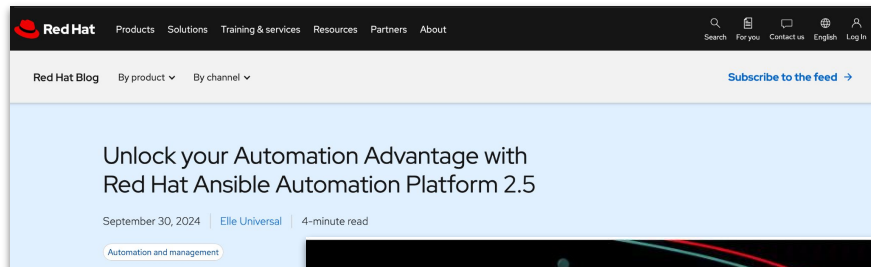 Red Hat Products Solutions Training & services Resources Partners About Search For you Contact us English Log In
Red Hat Blog By product By channel Subscribe to the feed →
Unlock your Automation Advantage with
Red Hat Ansible Automation Platform 2.5
September 30, 2024 Elle Universal 4-minute read
Automation and management